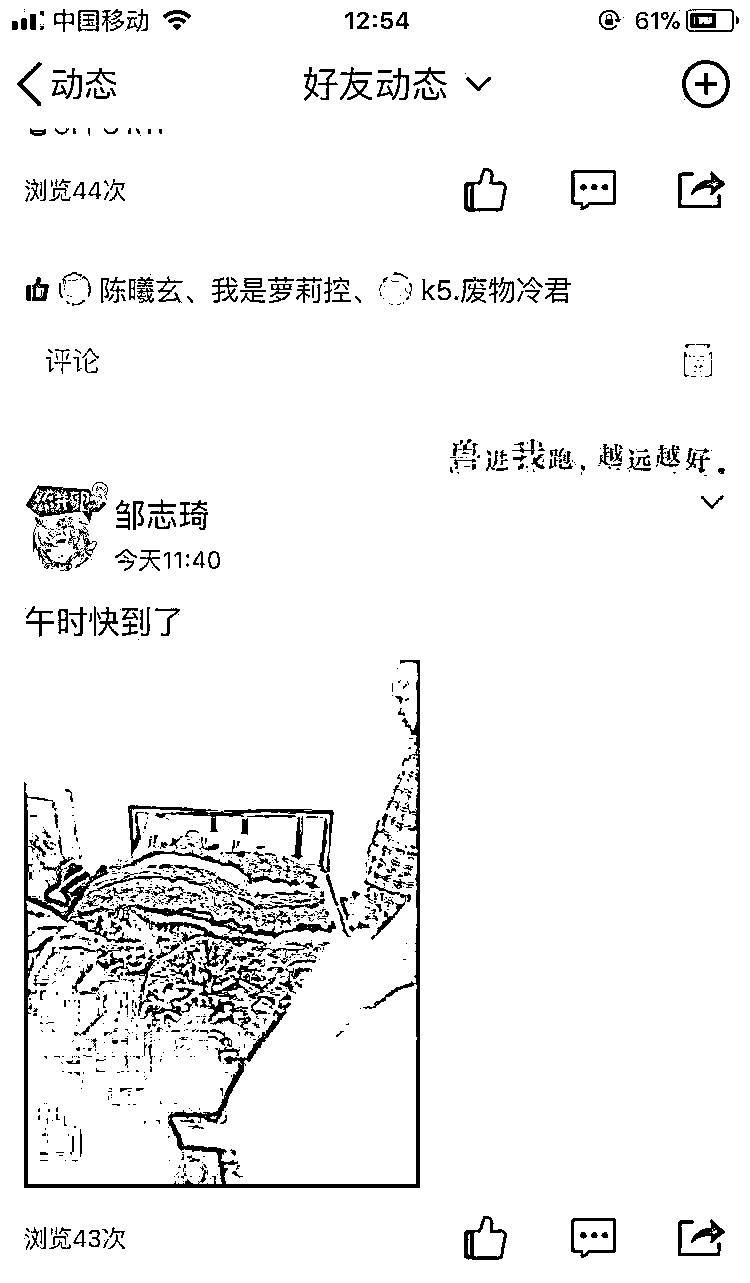 中国移动 12:54 61%
动态 好友动态
浏览44次
陈曦玄、我是萝莉控、 k5.废物冷君
评论
兽进我跑，越远越好。
邹志琦
今天11:40
午时快到了
浏览43次